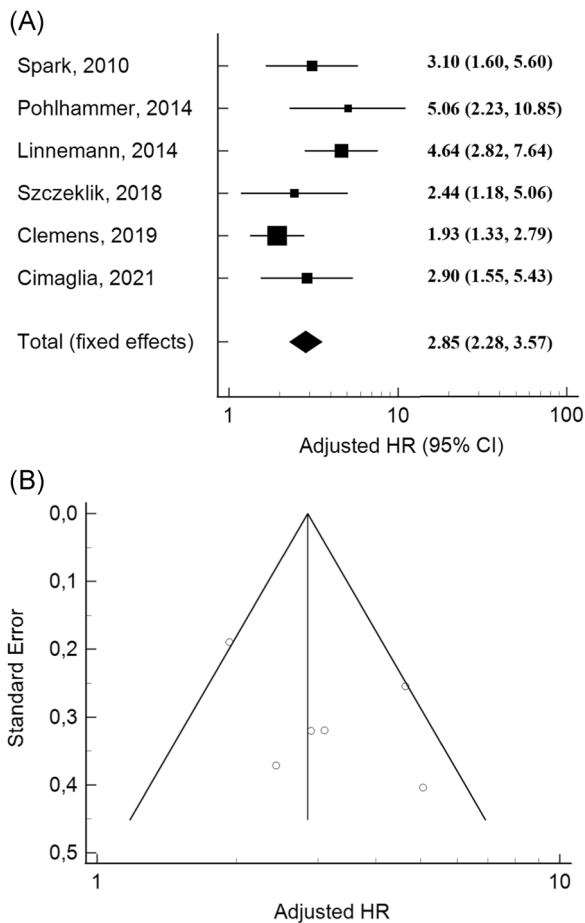 (A)
Spark, 2010 3.10 (1.60, 5.60)
Pohlhammer, 2014 5.06 (2.23, 10.85)
Linnemann, 2014 4.64 (2.82, 7.64)
Szczeklik, 2018 2.44 (1.18, 5.06)
Clemens, 2019 1.93 (1.33, 2.79)
Cimaglia, 2021 2.90 (1.55, 5.43)
Total (fixed effects) 2.85 (2.28, 3.57)
1 10 100
Adjusted HR (95% CI)
(B)
0,0
0,1
0,2
0,3
0,4
0,5
Standard Error
1 10
Adjusted HR